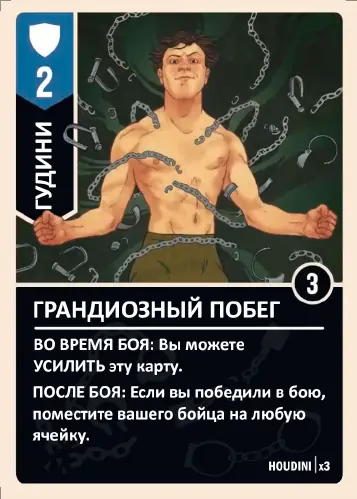 2
ГУДИНИ
3
ГРАНДИОЗНЫЙ ПОБЕГ
ВО ВРЕМЯ БОЯ: Вы можете
УСИЛИТЬ эту карту.
ПОСЛЕ БОЯ: Если вы победили в бою,
поместите вашего бойца на любую
ячейку.
HOUDINI | x3